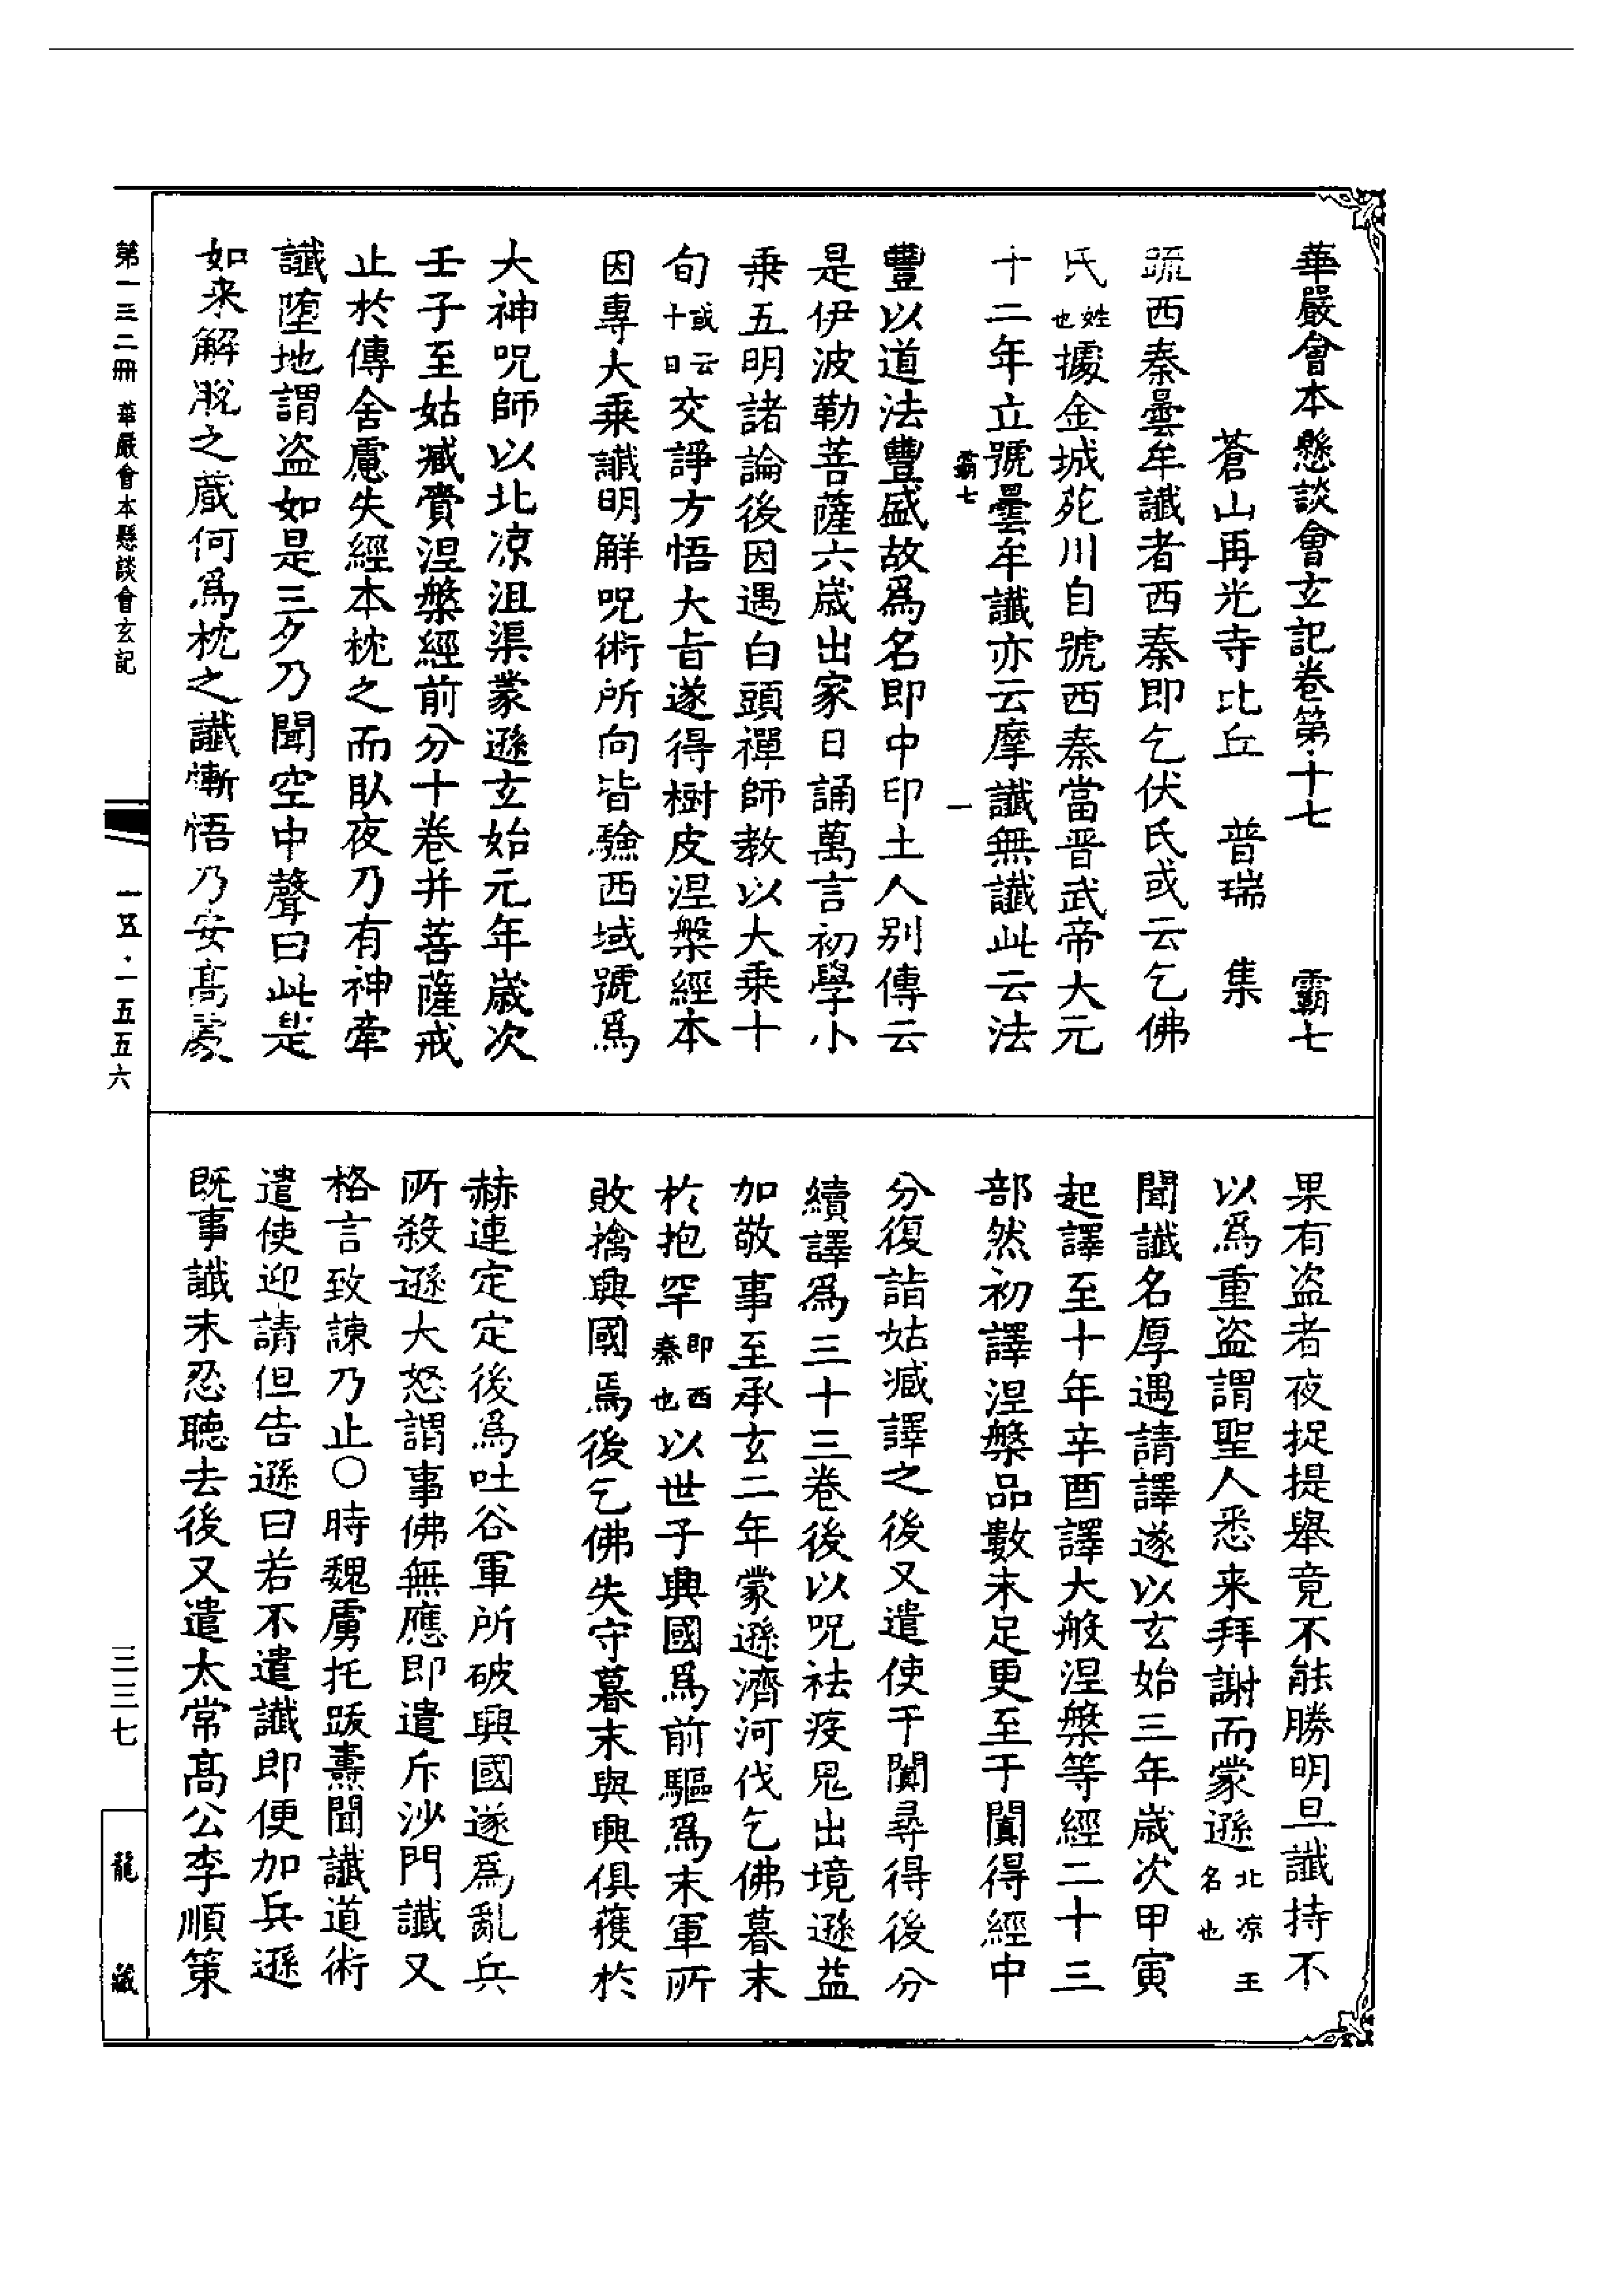 華嚴會本懸談會玄記卷第十七　霸七
蒼山再光寺比丘　普瑞　集
疏西秦曇牟讖者西秦即乞伏氏或云乞佛
氏姓也據金城苑川自號西秦當晋武帝大元
十二年立號曇牟讖亦云摩讖無讖此云法
霸七　一
豐以道法豐盛故爲名即中印土人别傳云
是伊波勒菩薩六歲出家日誦萬言初學小
乘五明諸論後因遇白頭禪師教以大乘十
旬或云十日交諍方悟大旨遂得樹皮涅槃經本
因專大乘讖明解呪術所向皆驗西域號爲
大神呪師以北凉沮渠蒙遜玄始元年歲次
壬子至姑臧賫涅槃經前分十卷并菩薩戒
止於傳舍慮失經本枕之而臥夜乃有神牽
讖墮地謂盗如是三夕乃聞空中聲曰此是
如来解脫之藏何爲枕之讖慚悟乃安高處
果有盗者夜捉提舉竟不能勝明旦讖持不
以爲重盗謂聖人悉来拜謝而蒙遜北凉王名也
聞讖名厚遇請譯遂以玄始三年歲次甲寅
起譯至十年辛酉譯大般涅槃等經二十三
部然初譯涅槃品數未足更至于闐得經中
分復詣姑臧譯之後又遣使于闐尋得後分
續譯爲三十三卷後以呪祛疫鬼出境遜益
加敬事至承玄二年蒙遜濟河伐乞佛暮末
於抱罕即西秦也以世子興國爲前驅爲末軍所
敗擒興國焉後乞佛失守暮末與興俱獲於
赫連定定後爲吐谷軍所破興國遂爲亂兵
所殺遜大怒謂事佛無應即遣斥沙門讖又
格言致諫乃止〇時魏虜托跋燾聞讖道術
遣使迎請但告遜曰若不遣讖即便加兵遜
既事讖未忍聽去後又遣太常高公李順策
第一三二冊　華嚴會本懸談會玄記
一五·一五五六
三三七
龍藏